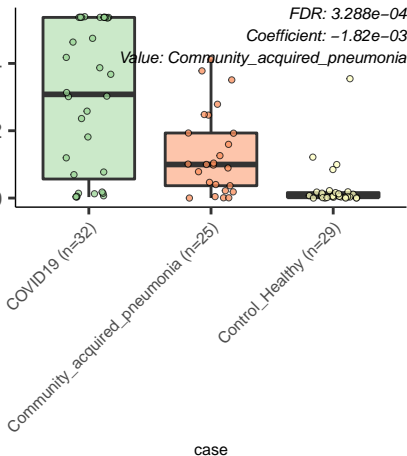 FDR: 3.288e−04
Coefficient: −1.82e−03
Value: Community_acquired_pneumonia
COVID19 (n=32)
Community_acquired_pneumonia (n=25)
Control_Healthy (n=29)
case